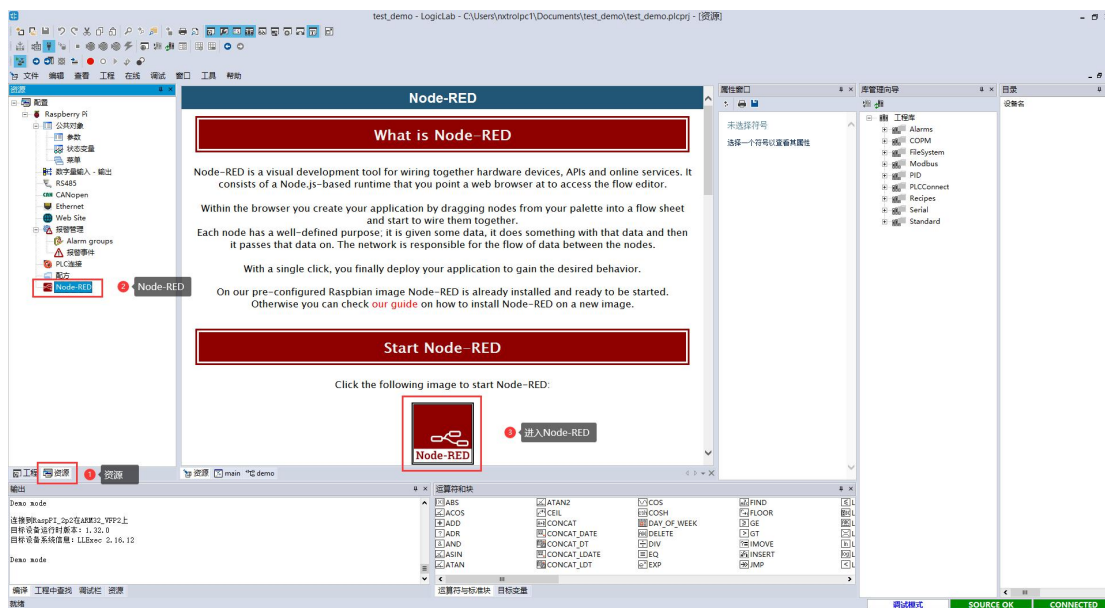 test_demo - LogicLab - C:\Users\nxtrolpc1\Documents\test_demo\test_demo.plcprj - [资源]
文件 编辑 查看 工程 在线 调试 窗口 工具 帮助
资源
配置
Raspberry Pi
公共对象
参数
状态变量
菜单
数字量输入 - 输出
RS485
CANopen
Ethernet
Web Site
报警管理
Alarm groups
报警事件
PLC连接
配方
Node-RED
2 Node-RED
工程 资源
1 资源
Node-RED
What is Node-RED
Node-RED is a visual development tool for wiring together hardware devices, APIs and online services. It
consists of a Node.js-based runtime that you point a web browser at to access the flow editor.
Within the browser you create your application by dragging nodes from your palette into a flow sheet
and start to wire them together.
Each node has a well-defined purpose; it is given some data, it does something with that data and then
it passes that data on. The network is responsible for the flow of data between the nodes.
With a single click, you finally deploy your application to gain the desired behavior.
On our pre-configured Raspbian image Node-RED is already installed and ready to be started.
Otherwise you can check our guide on how to install Node-RED on a new image.
Start Node-RED
Click the following image to start Node-RED:
Node-RED
3 进入Node-RED
资源 main demo
属性窗口
未选择符号
选择一个符号以查看其属性
库管理向导
工程库
Alarms
COPM
FileSystem
Modbus
PID
PLCConnect
Recipes
Serial
Standard
目录
设备名
输出
Demo mode
连接到RaspPI_2p2在ARM32_VFP2上
目标设备运行时版本: 1.32.0
目标设备系统信息: LLExec 2.16.12
Demo mode
编译 工程中查找 调试栏 资源
运算符和块
ABS ATAN2 COS FIND
ACOS CEIL COSH FLOOR
ADD CONCAT DAY_OF_WEEK GE
ADR CONCAT_DATE DELETE GT
AND CONCAT_DT DIV IMOVE
ASIN CONCAT_LDATE EQ INSERT
ATAN CONCAT_LDT EXP JMP
运算符与标准块 目标变量
就绪
调试模式 SOURCE OK CONNECTED